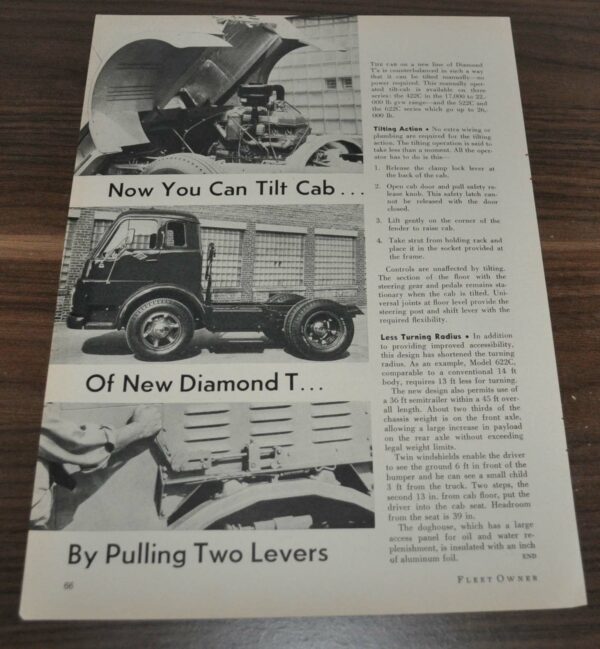 Now You Can Tilt Cab . . .
Of New Diamond T...
By Pulling Two Levers
66
THE CAB on a new line of Diamond
T's is counterbalanced in such a way
that it can be tilted manually—no
power required. This manually oper-
ated tilt-cab is available on three
series: the 422C in the 17,000 to 22,-
000 lb gvw range—and the 522C and
the 622C series which go up to 26,-
000 lb.
Tilting Action • No extra wiring or
plumbing are required for the tilting
action. The tilting operation is said to
take less than a moment. All the oper-
ator has to do is this—
1. Release the clamp lock lever at
the back of the cab.
2. Open cab door and pull safety re-
lease knob. This safety latch can-
not be released with the door
closed.
3. Lift gently on the corner of the
fender to raise cab.
4. Take strut from holding rack and
place it in the socket provided at
the frame.
Controls are unaffected by tilting.
The section of the floor with the
steering gear and pedals remains sta-
tionary when the cab is tilted. Uni-
versal joints at floor level provide the
steering post and shift lever with the
required flexibility.
Less Turning Radius • In addition
to providing improved accessibility,
this design has shortened the turning
radius. As an example, Model 622C,
comparable to a conventional 14 ft
body, requires 13 ft less for turning.
The new design also permits use of
a 36 ft semitrailer within a 45 ft over-
all length. About two thirds of the
chassis weight is on the front axle,
allowing a large increase in payload
on the rear axle without exceeding
legal weight limits.
Twin windshields enable the driver
to see the ground 6 ft in front of the
bumper and he can see a small child
3 ft from the truck. Two steps, the
second 13 in. from cab floor, put the
driver into the cab seat. Headroom
from the seat is 39 in.
The doghouse, which has a large
access panel for oil and water re-
plenishment, is insulated with an inch
of aluminum foil. END
FLEET OWNER